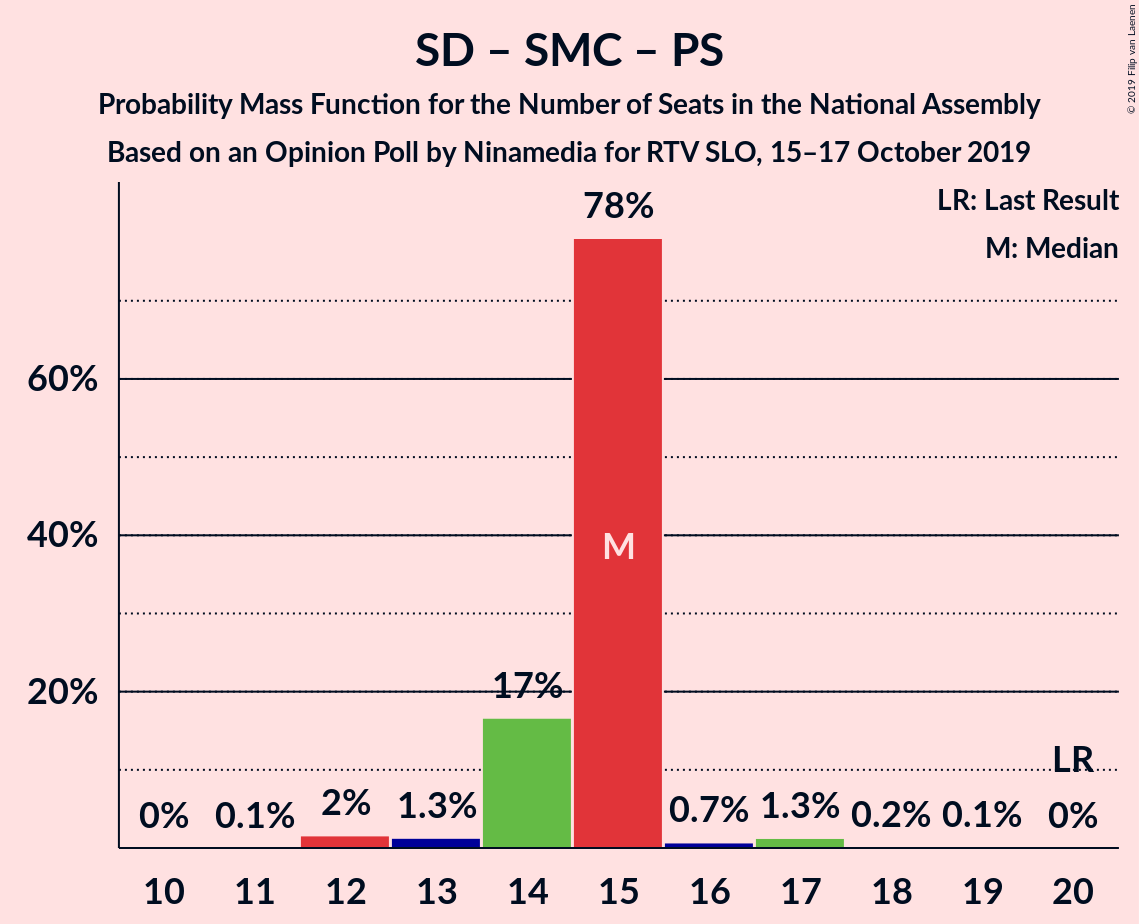 SD – SMC – PS
Probability Mass Function for the Number of Seats in the National Assembly
Based on an Opinion Poll by Ninamedia for RTV SLO, 15–17 October 2019
© 2019 Filip van Laenen
LR: Last Result
M: Median
78%
60%
40%
M
20%
17%
LR
0% 0.1% 2% 1.3% 0.7% 1.3% 0.2% 0.1% 0%
10 11 12 13 14 15 16 17 18 19 20